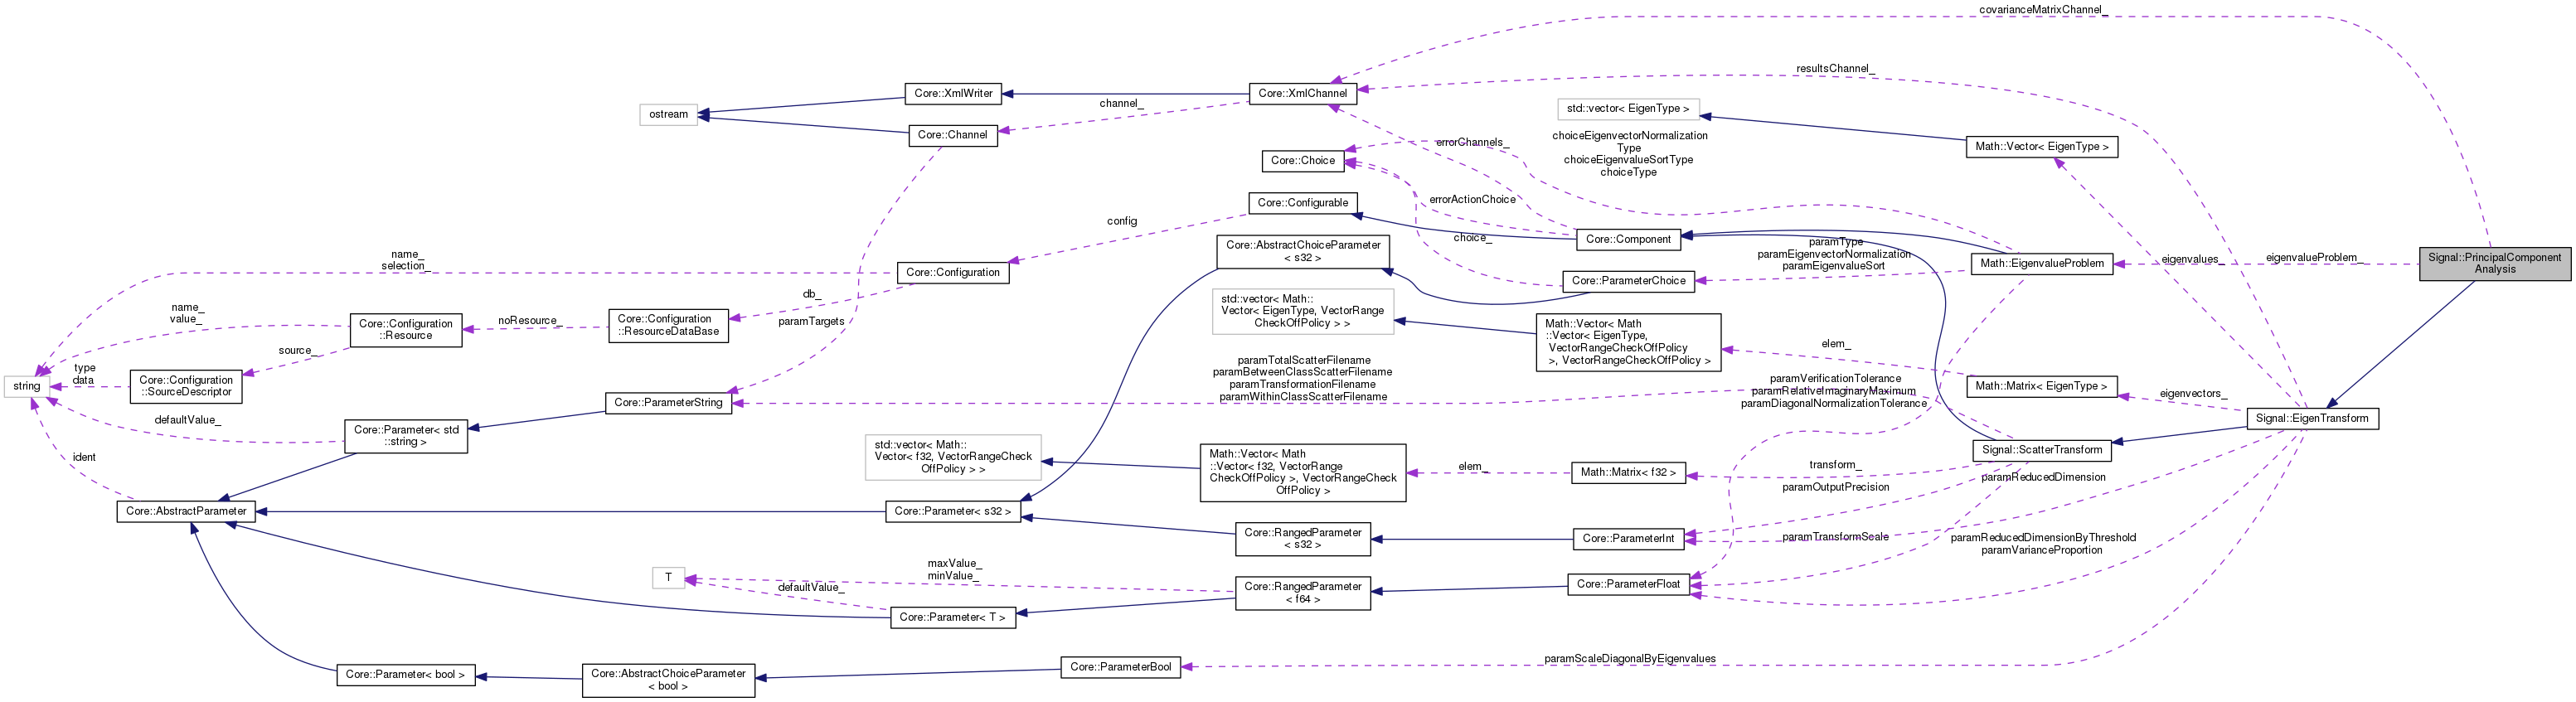 covarianceMatrixChannel_
resultsChannel_
Core::XmlWriter
Core::XmlChannel
channel_
std::vector< EigenType >
ostream
Core::Channel
choiceEigenvectorNormalization
Type
choiceEigenvalueSortType
choiceType
errorChannels_
Math::Vector< EigenType >
Core::Choice
errorActionChoice
Core::Configurable
config
choice_
Core::Component
Core::AbstractChoiceParameter
< s32 >
paramType
paramEigenvectorNormalization
paramEigenvalueSort
eigenvalues_
eigenvalueProblem_
Signal::PrincipalComponent
Analysis
Math::EigenvalueProblem
name_
selection_
Core::Configuration
Core::ParameterChoice
db_
std::vector< Math::
Vector< EigenType, VectorRange
CheckOffPolicy > >
name_
value_
Core::Configuration
::Resource
noResource_
Core::Configuration
::ResourceDataBase
paramTargets
Math::Vector< Math
::Vector< EigenType,
VectorRangeCheckOffPolicy
>, VectorRangeCheckOffPolicy >
elem_
source_
string
type
data
Core::Configuration
::SourceDescriptor
paramTotalScatterFilename
paramBetweenClassScatterFilename
paramTransformationFilename
paramWithinClassScatterFilename
paramVerificationTolerance
paramRelativeImaginaryMaximum
paramDiagonalNormalizationTolerance
Math::Matrix< EigenType >
eigenvectors_
Core::ParameterString
defaultValue_
Core::Parameter< std
::string >
Signal::EigenTransform
Signal::ScatterTransform
ident
std::vector< Math::
Vector< f32, VectorRangeCheck
OffPolicy > >
Math::Vector< Math
::Vector< f32, VectorRange
CheckOffPolicy >, VectorRangeCheck
OffPolicy >
elem_
Math::Matrix< f32 >
transform_
paramOutputPrecision
paramReducedDimension
Core::AbstractParameter
Core::Parameter< s32 >
Core::RangedParameter
< s32 >
Core::ParameterInt
paramTransformScale
paramReducedDimensionByThreshold
paramVarianceProportion
T
maxValue_
minValue_
defaultValue_
Core::RangedParameter
< f64 >
Core::ParameterFloat
Core::Parameter< T >
Core::Parameter< bool >
Core::AbstractChoiceParameter
< bool >
Core::ParameterBool
paramScaleDiagonalByEigenvalues